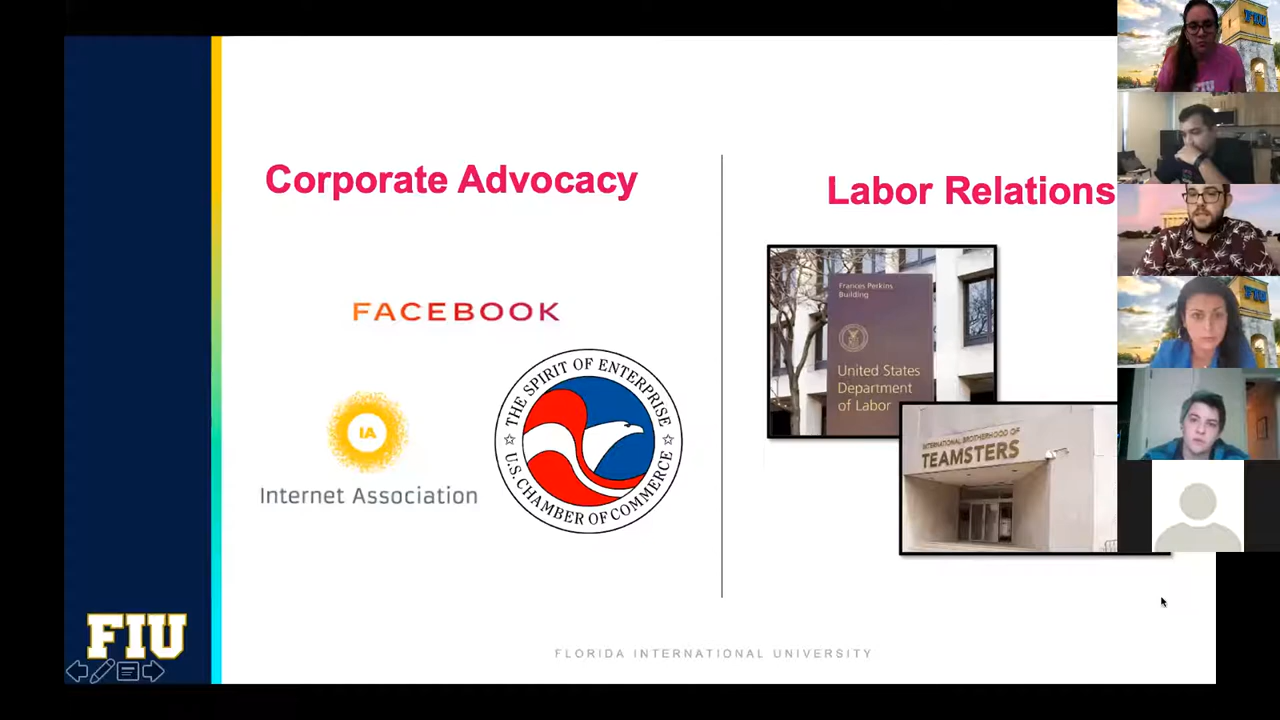 Corporate Advocacy
FACEBOOK
IA
Internet Association
THE SPIRIT OF ENTERPRISE
U.S. CHAMBER OF COMMERCE
Labor Relations
Frances Perkins
Building
United States
Department
of Labor
INTERNATIONAL BROTHERHOOD OF
TEAMSTERS
FIU
FLORIDA INTERNATIONAL UNIVERSITY
FIU
FIU
FIU